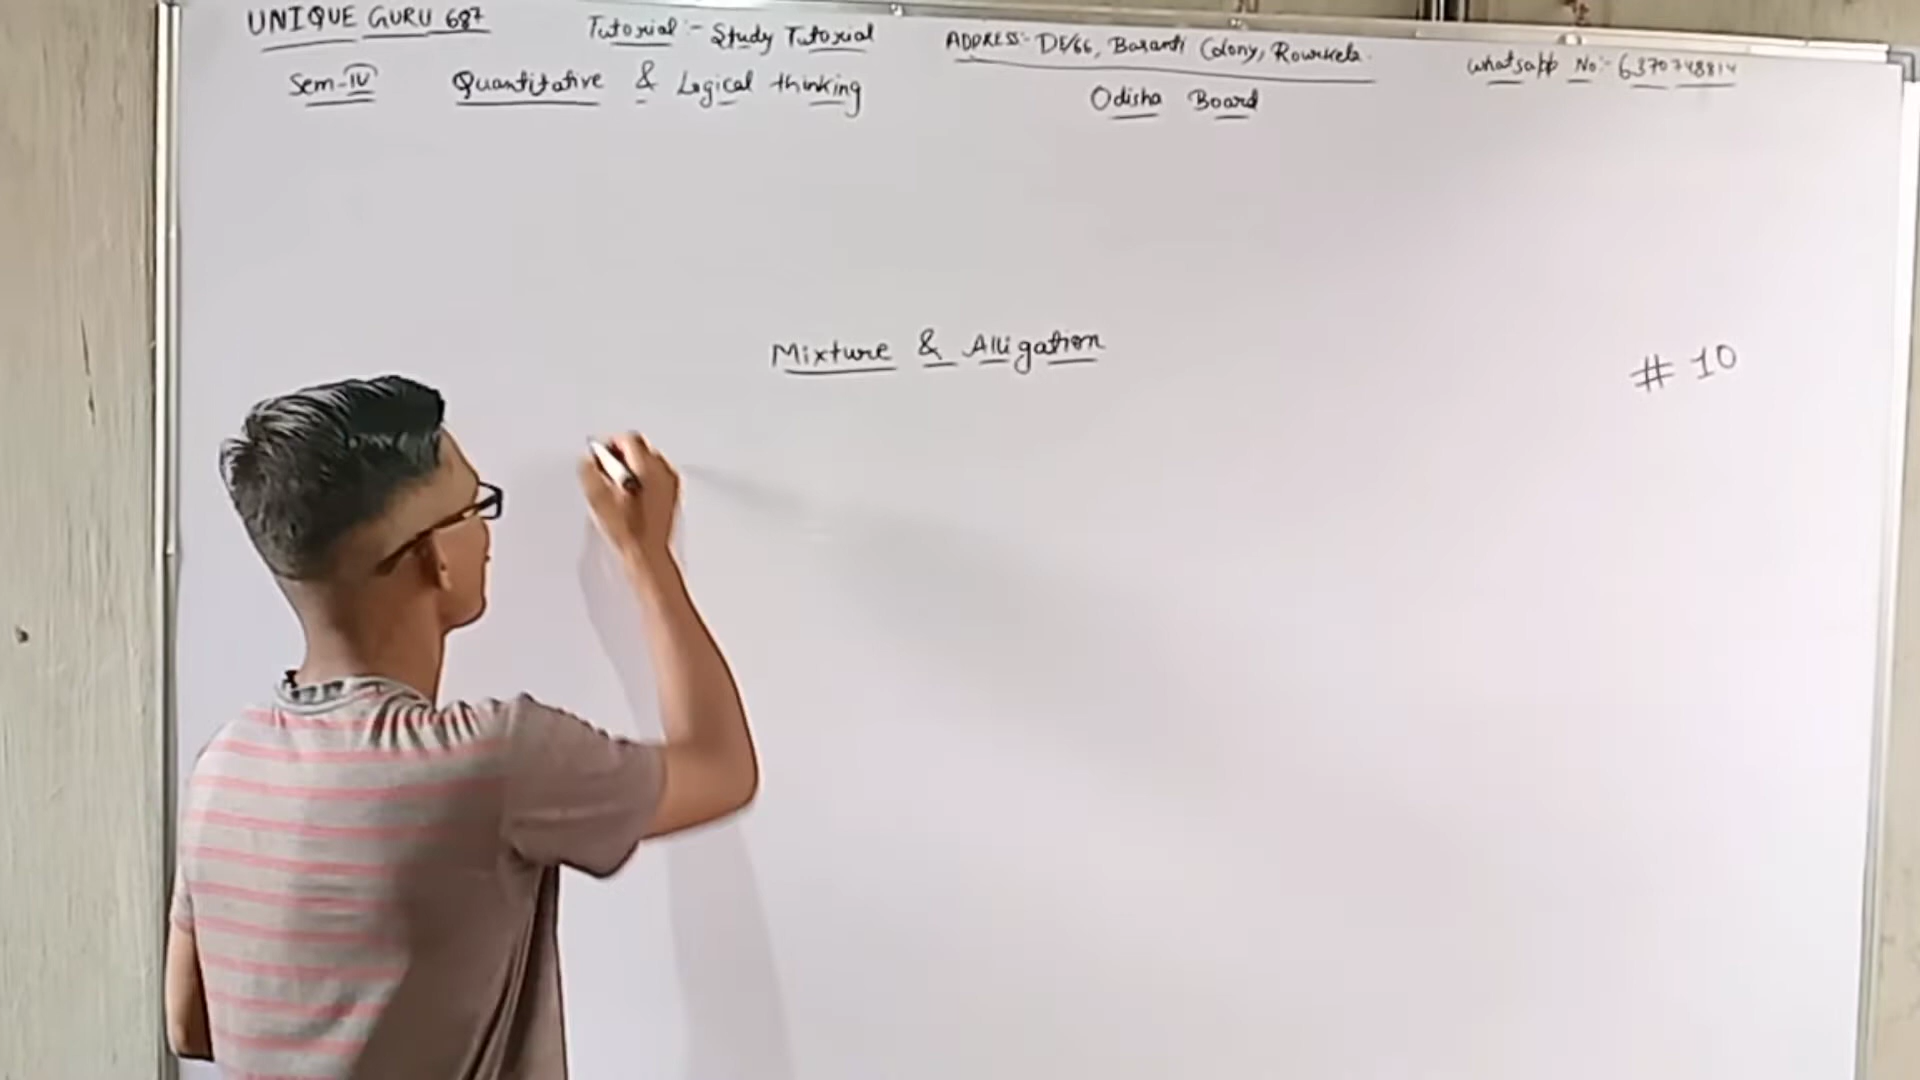 UNIQUE GURU 687 Tutorial - Study Tutorial ADDRESS:- DE/66, Basanti Colony, Rourkela. Whatsapp No:- 6370748814
Sem-IV Quantitative & Logical thinking Odisha Board
Mixture & Alligation
# 10